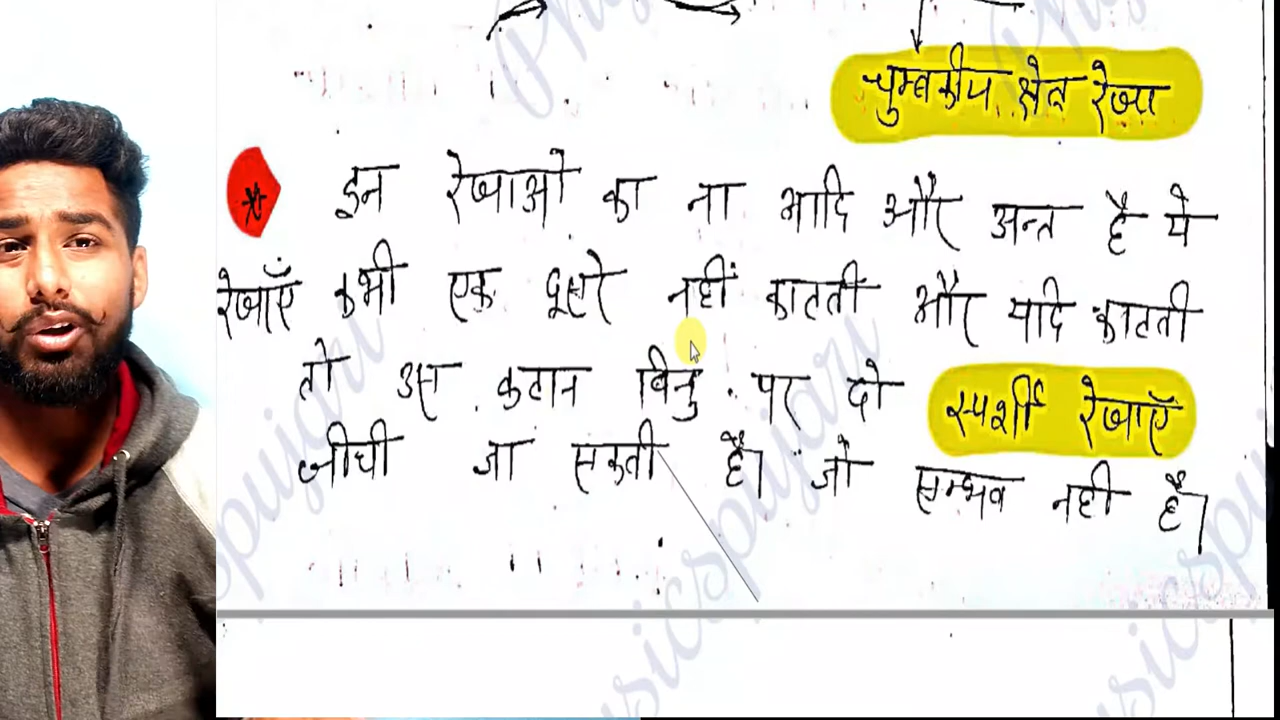 चुम्बकीय क्षेत्र रेखा
* इन रेखाओं का ना आदि और अन्त है ये
रेखाएँ कभी एक दूसरे नहीं काटती और यदि काटती
तो उस कटान बिन्दु पर दो स्पर्शी रेखाएँ
खीची जा सकती है। जो सम्भव नही है।